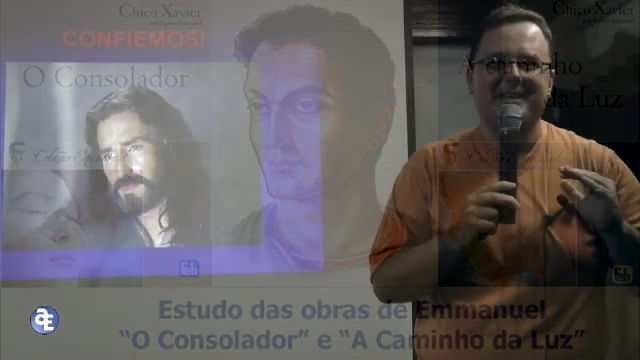 Chico Xavier
Chico Xavier
CONFIEMOS!
O Consolador
A caminho
da Luz
Estudo das obras de Emmanuel
“O Consolador” e “A Caminho da Luz”